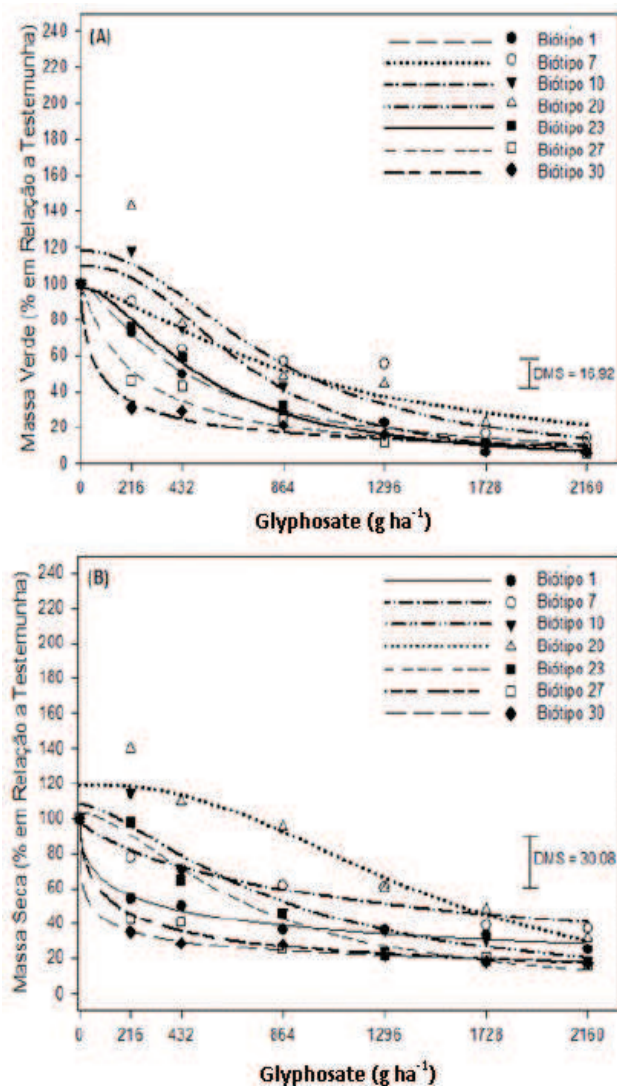 (A)
Biótipo 1
Biótipo 7
Biótipo 10
Biótipo 20
Biótipo 23
Biótipo 27
Biótipo 30
Massa Verde (% em Relação a Testemunha)
240
220
200
180
160
140
120
100
80
60
40
20
0
DMS = 16.92
0 216 432 864 1296 1728 2160
Glyphosate (g ha⁻¹)
(B)
Biótipo 1
Biótipo 7
Biótipo 10
Biótipo 20
Biótipo 23
Biótipo 27
Biótipo 30
Massa Seca (% em Relação a Testemunha)
240
220
200
180
160
140
120
100
80
60
40
20
0
DMS = 30.08
0 216 432 864 1296 1728 2160
Glyphosate (g ha⁻¹)